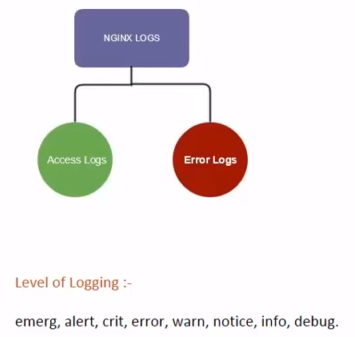 NGINX LOGS
Access Logs
Error Logs
Level of Logging :-
emerg, alert, crit, error, warn, notice, info, debug.